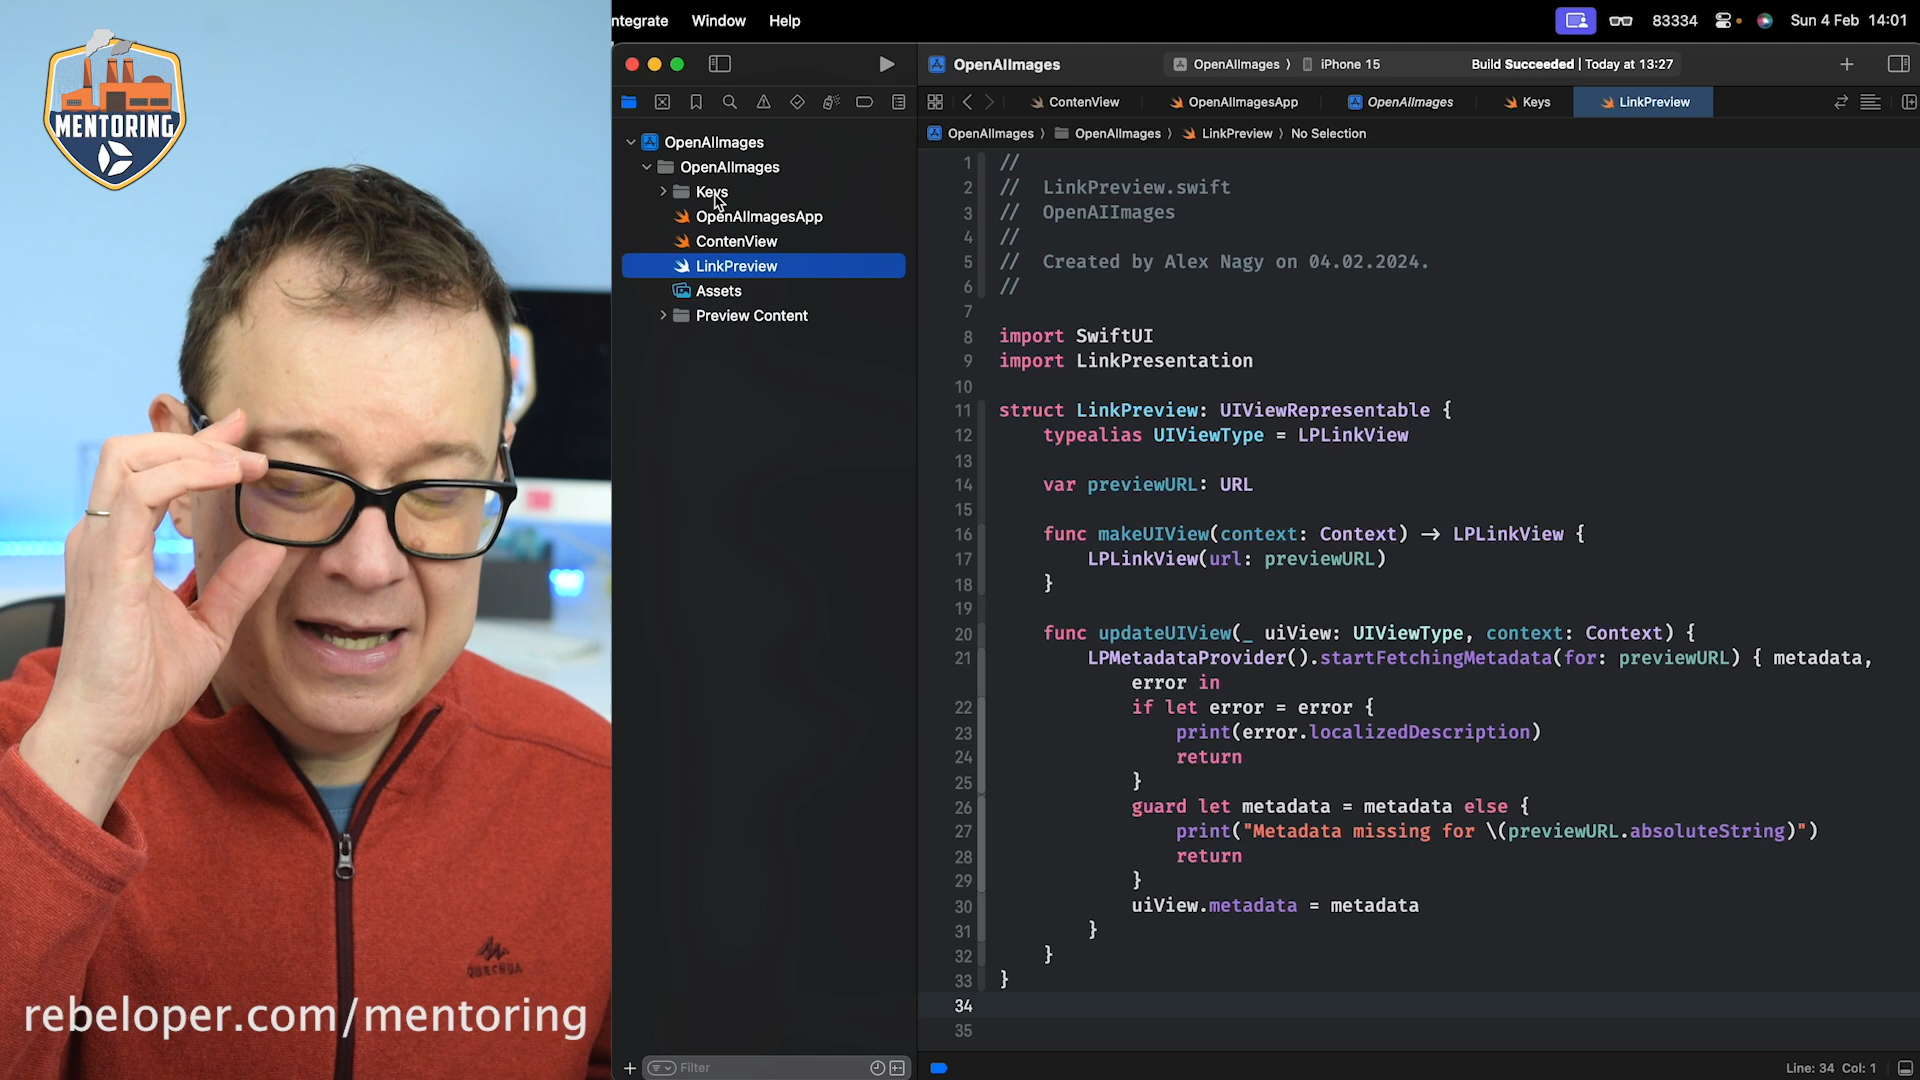 MENTORING
QUECHUA
rebeloper.com/mentoring
ntegrate Window Help
83334 Sun 4 Feb 14:01
OpenAIImages
OpenAIImages ⟩ iPhone 15
Build Succeeded | Today at 13:27
ContenView OpenAIImagesApp OpenAIImages Keys LinkPreview
OpenAIImages ⟩ OpenAIImages ⟩ LinkPreview ⟩ No Selection
OpenAIImages
OpenAIImages
Keys
OpenAIImagesApp
ContenView
LinkPreview
Assets
Preview Content
Filter
1 //
2 // LinkPreview.swift
3 // OpenAIImages
4 //
5 // Created by Alex Nagy on 04.02.2024.
6 //
7
8 import SwiftUI
9 import LinkPresentation
10
11 struct LinkPreview: UIViewRepresentable {
12 typealias UIViewType = LPLinkView
13
14 var previewURL: URL
15
16 func makeUIView(context: Context) -> LPLinkView {
17 LPLinkView(url: previewURL)
18 }
19
20 func updateUIView(_ uiView: UIViewType, context: Context) {
21 LPMetadataProvider().startFetchingMetadata(for: previewURL) { metadata,
error in
22 if let error = error {
23 print(error.localizedDescription)
24 return
25 }
26 guard let metadata = metadata else {
27 print("Metadata missing for \(previewURL.absoluteString)")
28 return
29 }
30 uiView.metadata = metadata
31 }
32 }
33 }
34
35
Line: 34 Col: 1